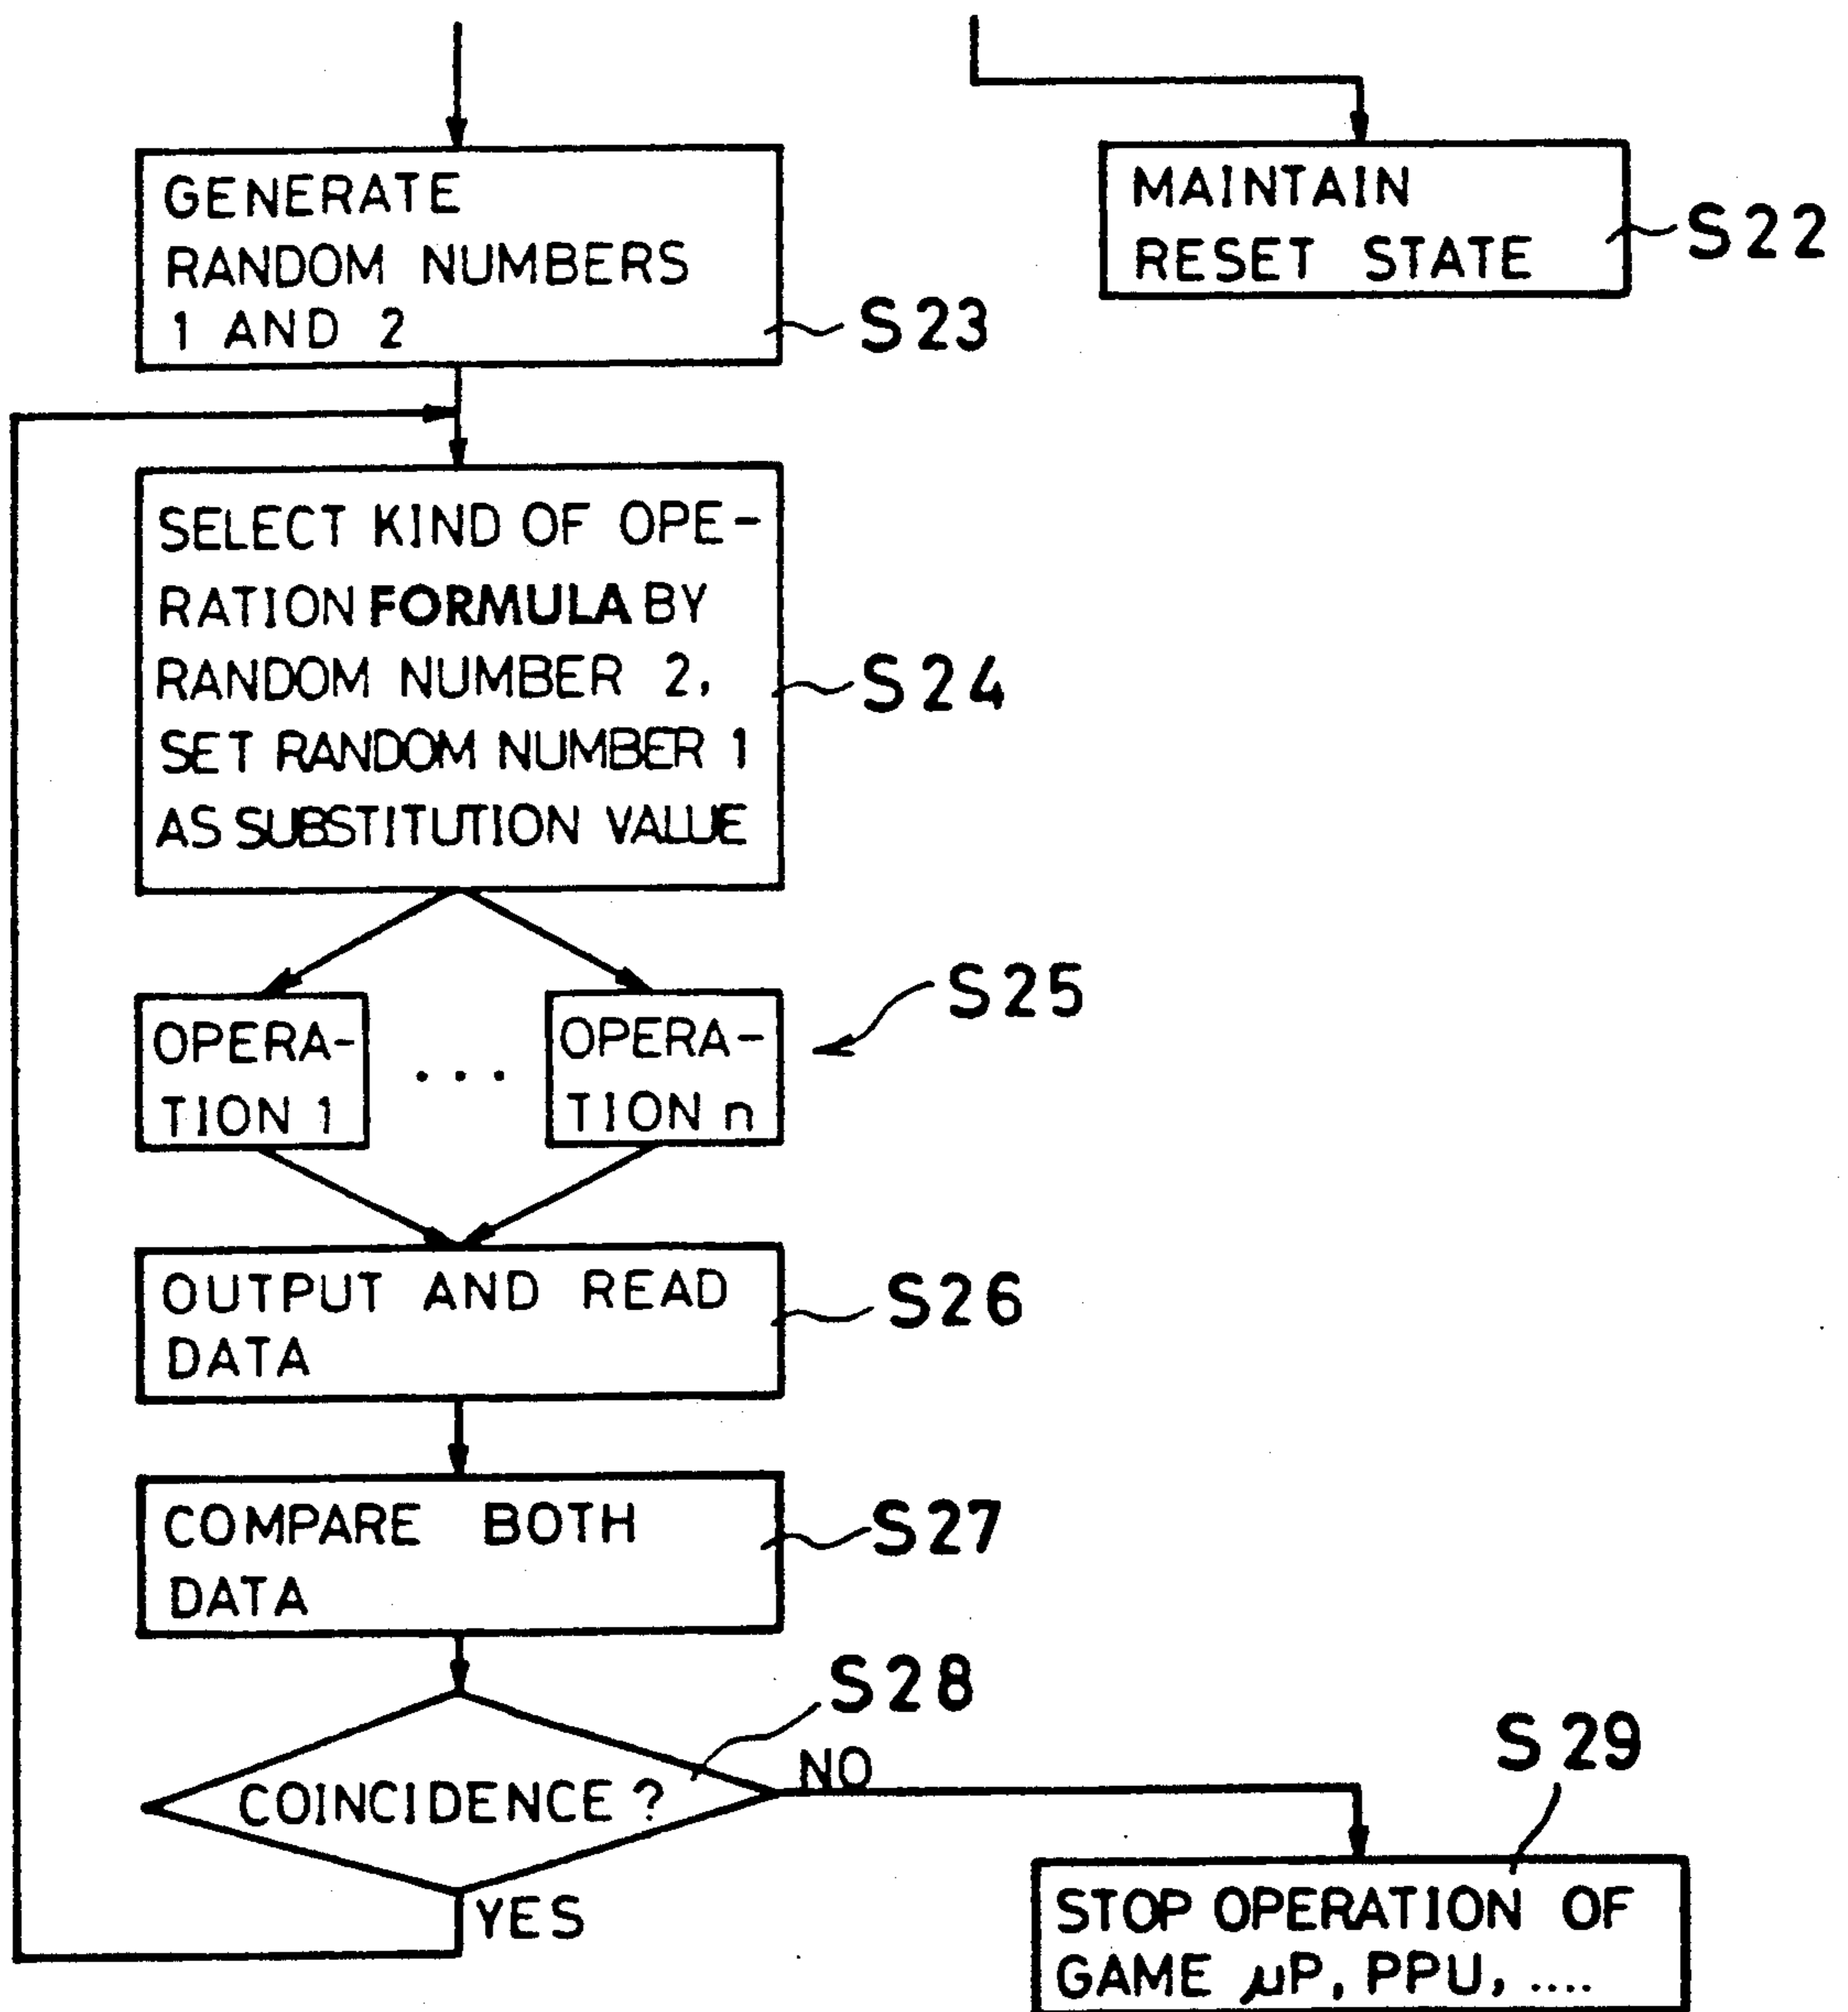 GENERATE
RANDOM NUMBERS
1 AND 2
S23
MAINTAIN
RESET STATE
S22
SELECT KIND OF OPE-
RATION FORMULA BY
RANDOM NUMBER 2,
SET RANDOM NUMBER 1
AS SUBSTITUTION VALUE
S24
OPERA-
TION 1
...
OPERA-
TION n
S25
OUTPUT AND READ
DATA
S26
COMPARE BOTH
DATA
S27
COINCIDENCE ?
S28
NO
YES
S29
STOP OPERATION OF
GAME μP, PPU, ....